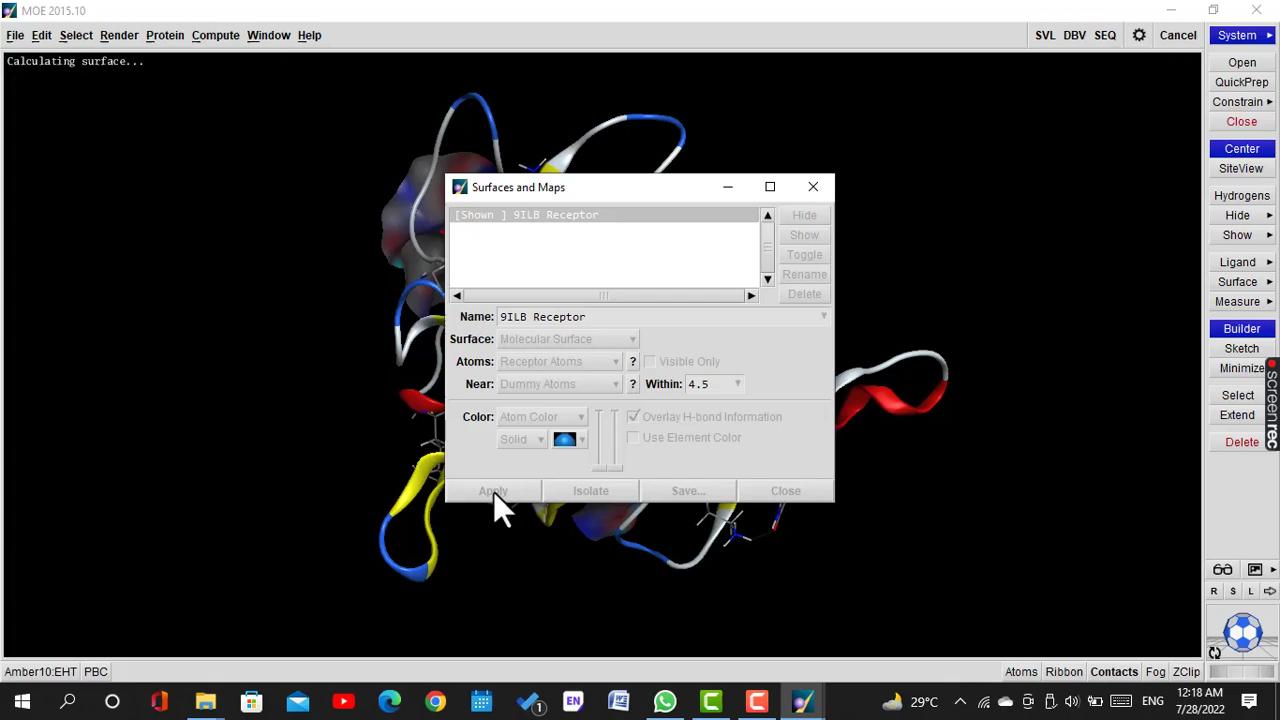 MOE 2015.10
File Edit Select Render Protein Compute Window Help
SVL DBV SEQ Cancel
System
Calculating surface...
Open
QuickPrep
Constrain
Close
Center
SiteView
Hydrogens
Hide
Show
Ligand
Surface
Measure
Builder
Sketch
Minimize
Select
Extend
Delete
screenrec
Surfaces and Maps
[Shown ] 9ILB Receptor
Hide
Show
Toggle
Rename
Delete
Name: 9ILB Receptor
Surface: Molecular Surface
Atoms: Receptor Atoms ? Visible Only
Near: Dummy Atoms ? Within: 4.5
Color: Atom Color Overlay H-bond Information
Solid Use Element Color
Apply Isolate Save... Close
R S L
Amber10:EHT PBC
Atoms Ribbon Contacts Fog ZClip
1
EN
29°C
ENG
12:18 AM
7/28/2022